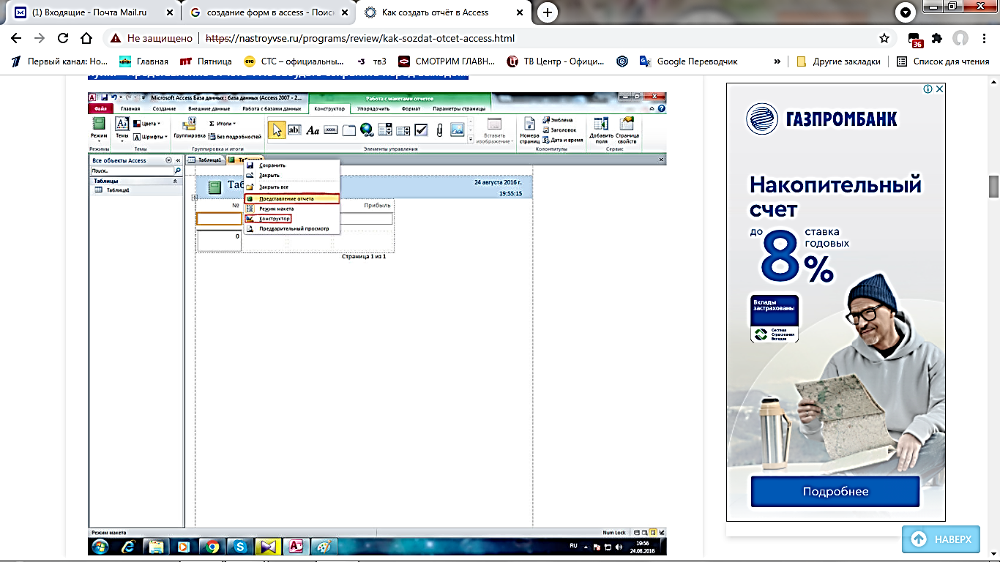 (1) Входящие - Почта Mail.ru
создание форм в access - Поис
Как создать отчёт в Access
Не защищено
https://nastroyvse.ru/programs/review/kak-sozdat-otcet-access.html
36
Первый канал: Но...
Главная
Пятница
СТС – официальны...
тв3
СМОТРИМ ГЛАВН...
ТВ Центр - Офици...
Google Переводчик
»
Другие закладки
Список для чтения
Microsoft Access База данных : база данных (Access 2007 - 2...
Работа с макетами отчетов
Файл
Главная
Создание
Внешние данные
Работа с базами данных
Конструктор
Упорядочить
Формат
Параметры страницы
Режим
Режимы
Темы
Цвета
Шрифты
Темы
Группировка
Σ Итоги
Без подробностей
Группировка и итоги
ab|
Aa
XXXX
Элементы управления
Вставить изображение
Номера страниц
Эмблема
Заголовок
Дата и время
Колонтитулы
Добавить поля
Страница свойств
Сервис
Все объекты Access
Поиск...
Таблицы
Таблица1
Таблица1
Сохранить
Закрыть
Закрыть все
Представление отчета
Режим макета
Конструктор
Предварительный просмотр
24 августа 2016 г.
19:55:15
№
Прибыль
0
Страница 1 из 1
Режим макета
Num Lock
RU
19:56
24.08.2016
ГАЗПРОМБАНК
Накопительный
счет
до 8%
ставка
годовых
Вклады
застрахованы
Система
Страхования
Вкладов
Подробнее
НАВЕРХ